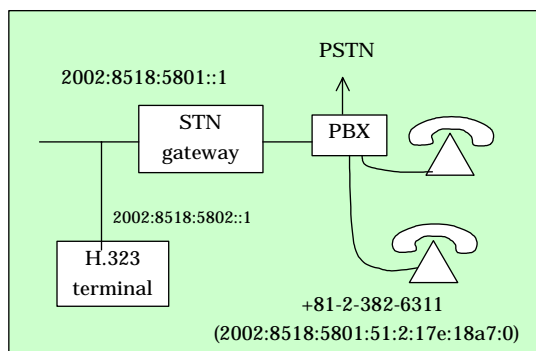 PSTN
2002:8518:5801::1
STN
gateway
PBX
2002:8518:5802::1
H.323
terminal
+81-2-382-6311
(2002:8518:5801:51:2:17e:18a7:0)